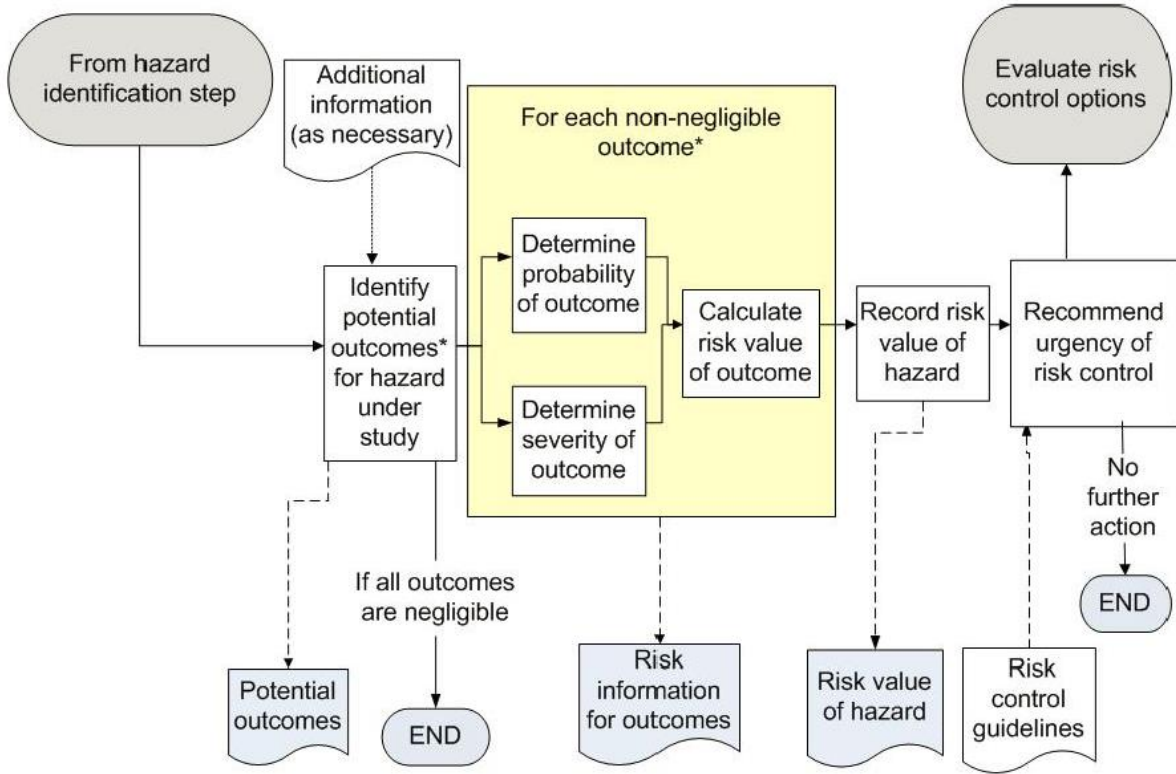 From hazard
identification step
Additional
information
(as necessary)
For each non-negligible
outcome*
Evaluate risk
control options
Identify
potential
outcomes*
for hazard
under
study
Determine
probability
of outcome
Determine
severity of
outcome
Calculate
risk value
of outcome
Record risk
value of
hazard
Recommend
urgency of
risk control
No
further
action
END
If all outcomes
are negligible
Potential
outcomes
END
Risk
information
for outcomes
Risk value
of hazard
Risk
control
guidelines